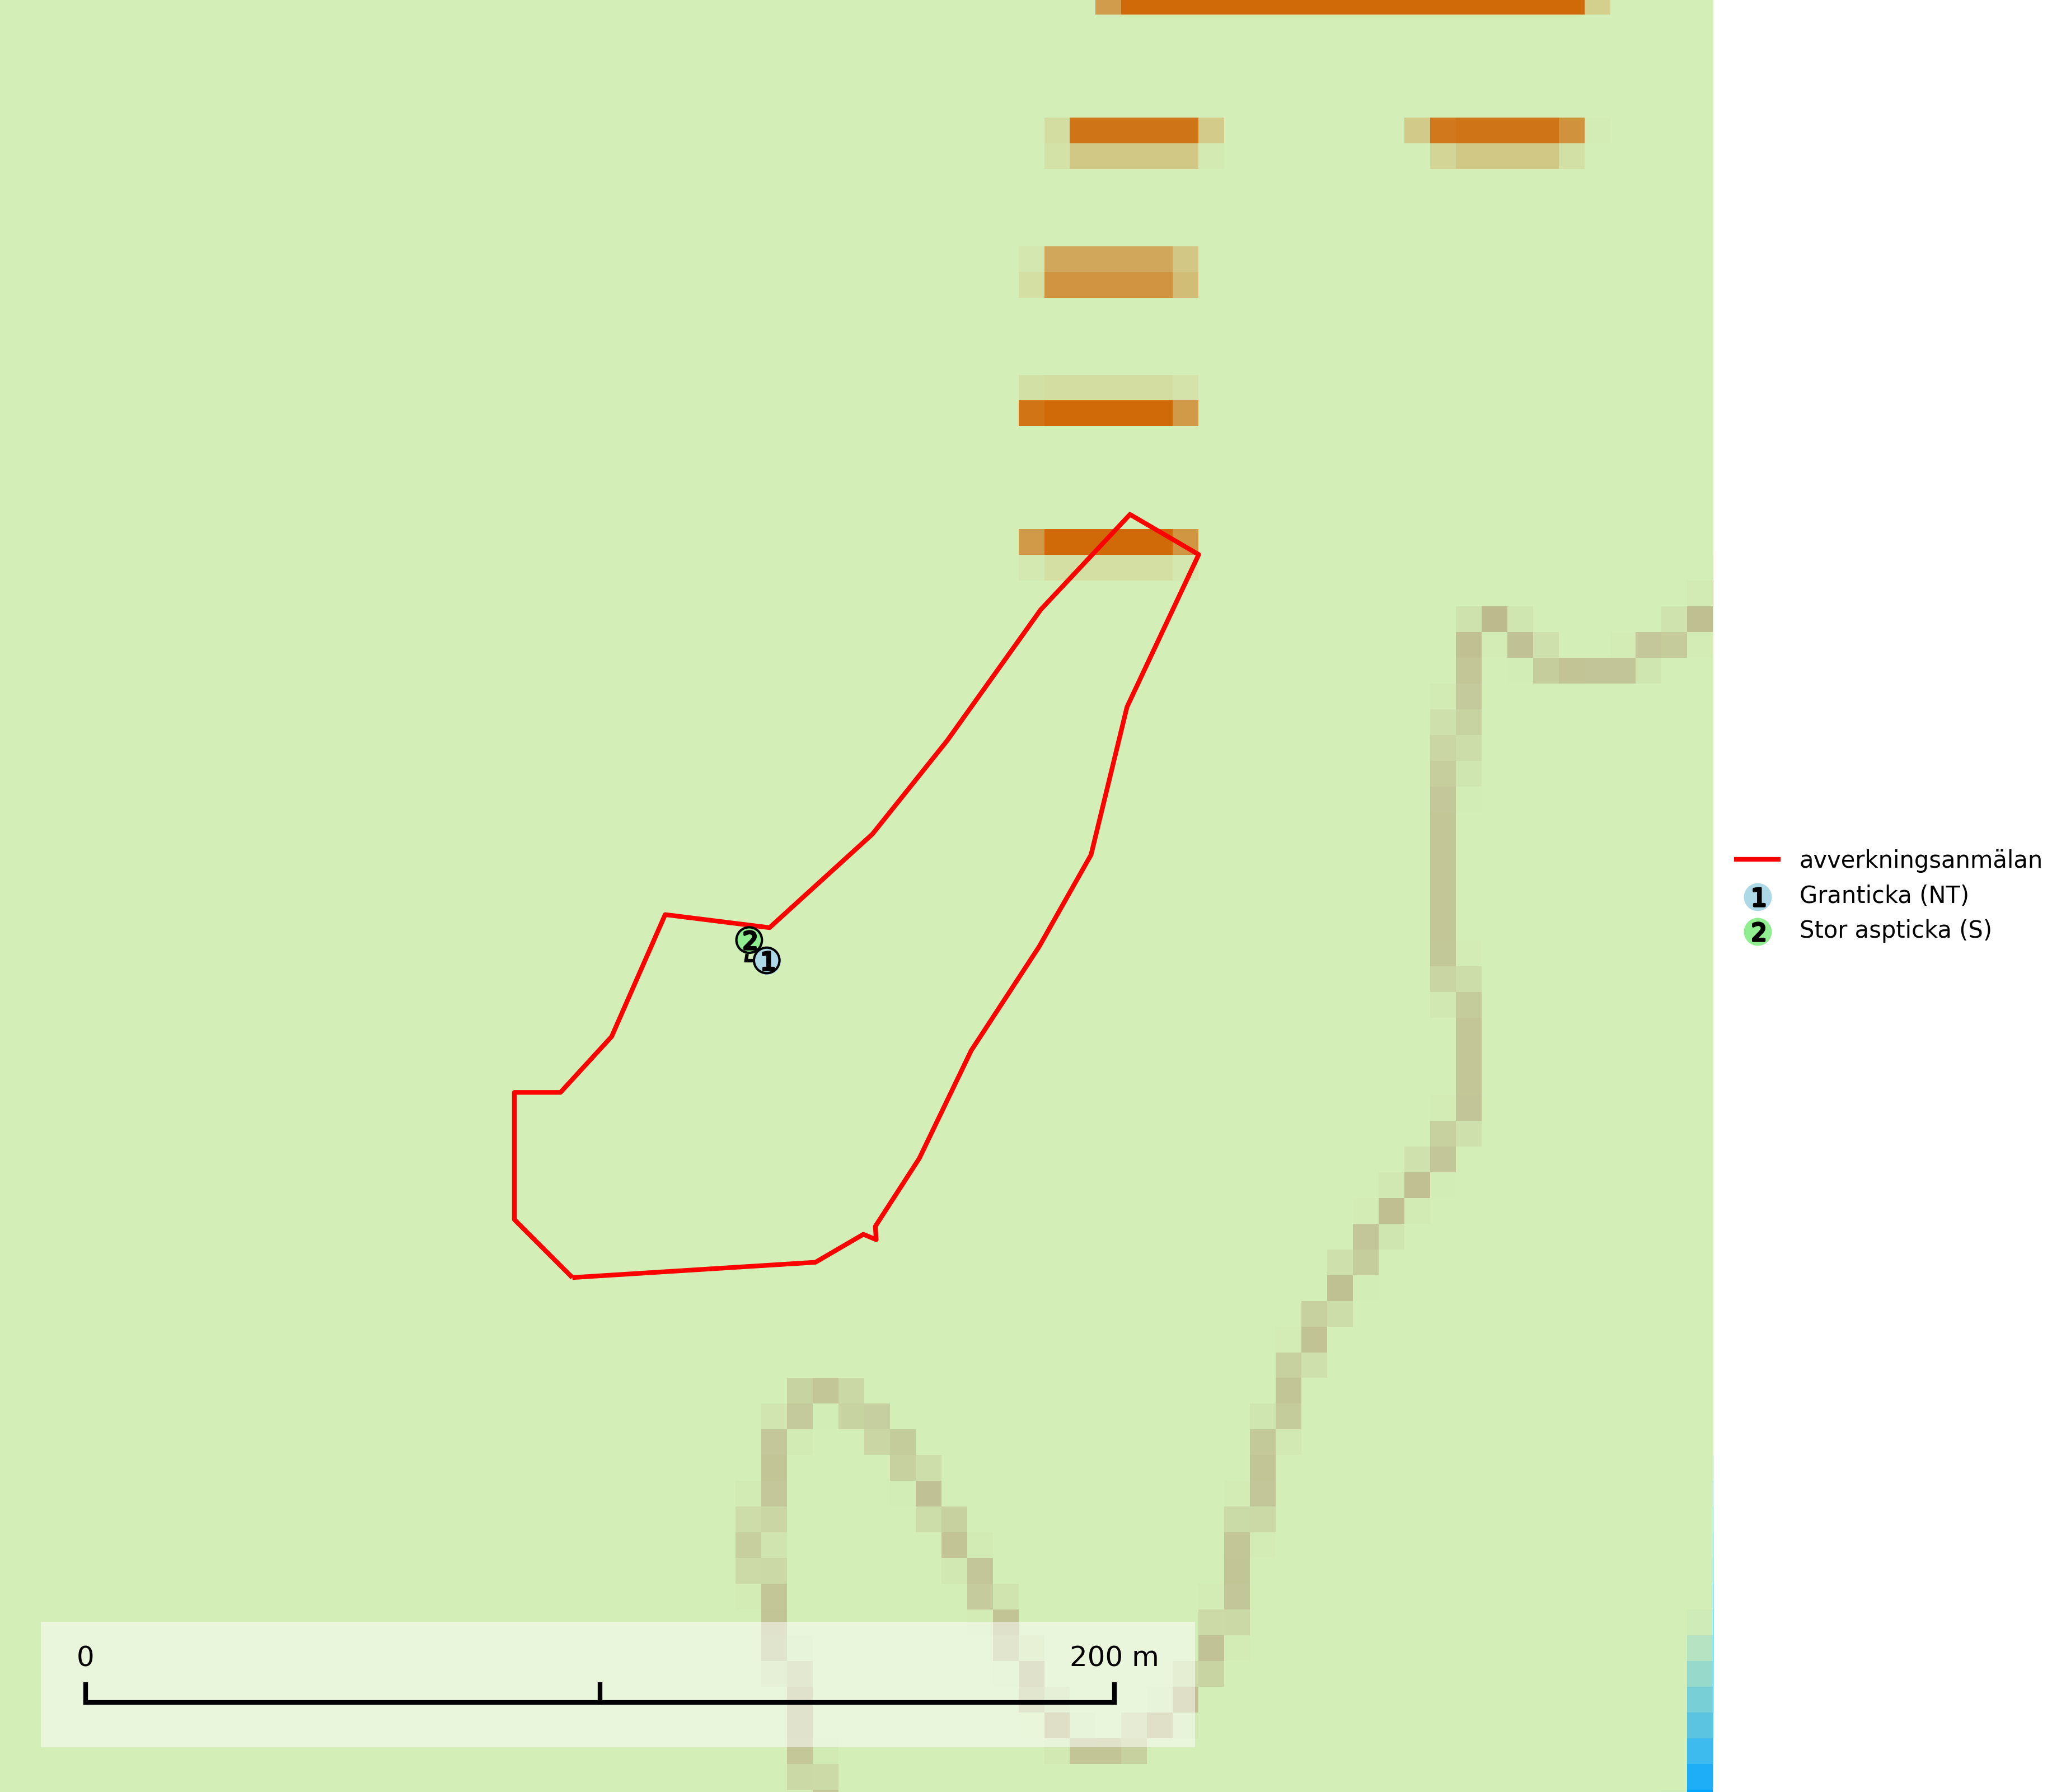 2
1
avverkningsanmälan
1 Granticka (NT)
2 Stor aspticka (S)
0 200 m